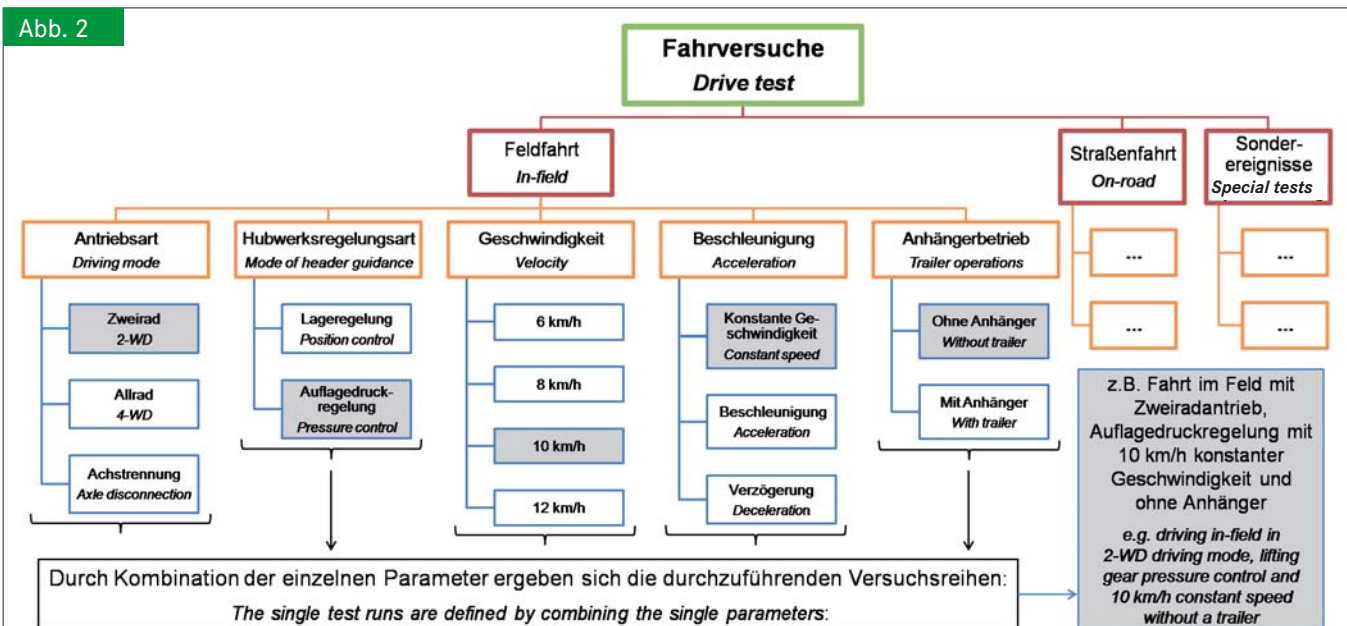 Abb. 2
Fahrversuche
Drive test
Feldfahrt
In-field
Straßenfahrt
On-road
Sonder-
ereignisse
Special tests
Antriebsart
Driving mode
Hubwerksregelungsart
Mode of header guidance
Geschwindigkeit
Velocity
Beschleunigung
Acceleration
Anhängerbetrieb
Trailer operations
...
...
...
...
Zweirad
2-WD
Allrad
4-WD
Achstrennung
Axle disconnection
Lageregelung
Position control
Auflagedruck-
regelung
Pressure control
6 km/h
8 km/h
10 km/h
12 km/h
Konstante Ge-
schwindigkeit
Constant speed
Beschleunigung
Acceleration
Verzögerung
Deceleration
Ohne Anhänger
Without trailer
Mit Anhänger
With trailer
z.B. Fahrt im Feld mit
Zweiradantrieb,
Auflagedruckregelung mit
10 km/h konstanter
Geschwindigkeit und
ohne Anhänger
e.g. driving in-field in
2-WD driving mode, lifting
gear pressure control and
10 km/h constant speed
without a trailer
Durch Kombination der einzelnen Parameter ergeben sich die durchzuführenden Versuchsreihen:
The single test runs are defined by combining the single parameters: